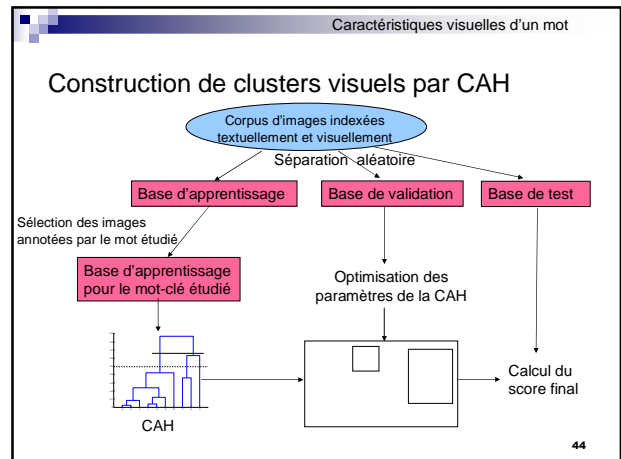 Caractéristiques visuelles d'un mot
Construction de clusters visuels par CAH
Corpus d'images indexées
textuellement et visuellement
Séparation aléatoire
Base d'apprentissage
Base de validation
Base de test
Sélection des images
annotées par le mot étudié
Base d'apprentissage
pour le mot-clé étudié
Optimisation des
paramètres de la CAH
CAH
Calcul du
score final
44